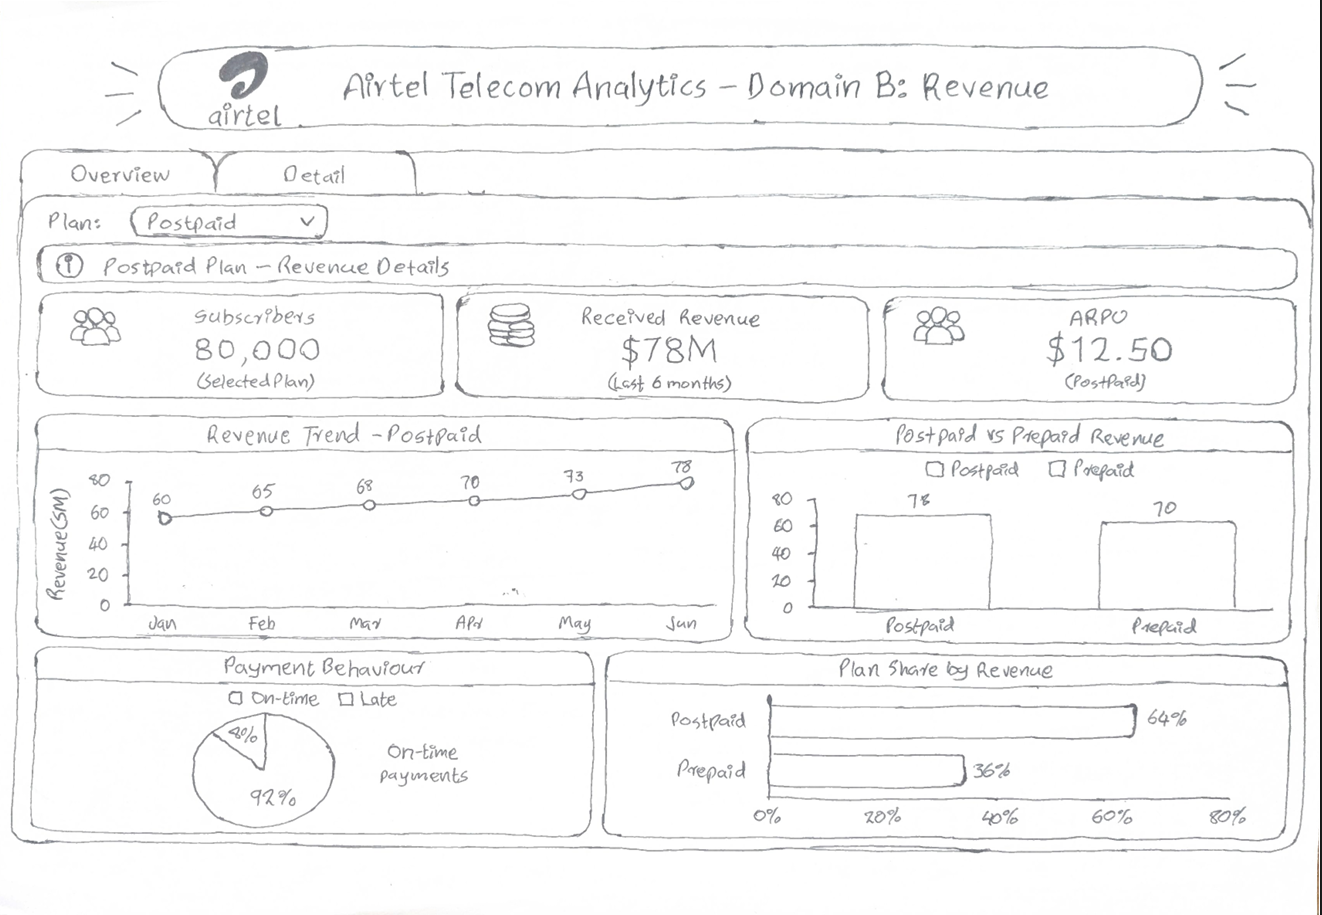 airtel
Airtel Telecom Analytics - Domain B: Revenue
Overview
Detail
Plan:
Postpaid
i Postpaid Plan - Revenue Details
Subscribers
80,000
(Selected Plan)
Received Revenue
$78M
(Last 6 months)
ARPU
$12.50
(PostPaid)
Revenue Trend - Postpaid
Revenue($M)
80
60
40
20
0
60
65
68
70
73
78
Jan
Feb
Mar
Apr
May
Jun
Postpaid vs Prepaid Revenue
Postpaid
Prepaid
80
60
40
20
0
78
70
Postpaid
Prepaid
Payment Behaviour
On-time
Late
8%
92%
On-time
payments
Plan Share by Revenue
Postpaid
64%
Prepaid
36%
0%
20%
40%
60%
80%